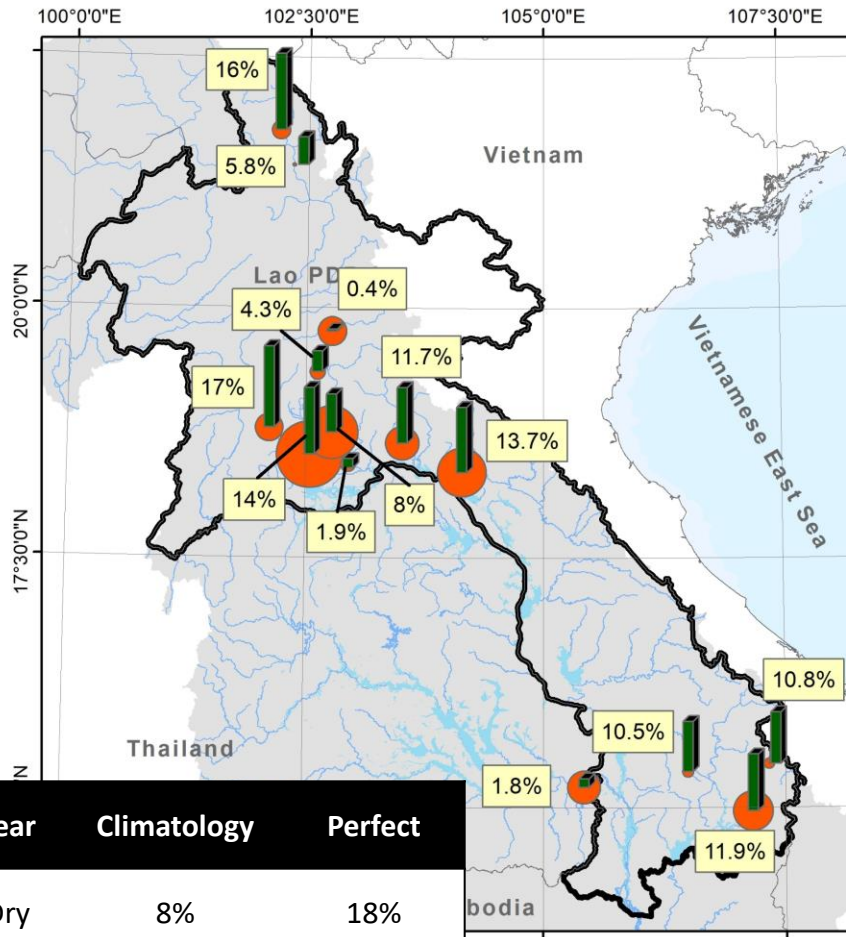 100°0'0"E 102°30'0"E 105°0'0"E 107°30'0"E
16%
Vietnam
5.8%
20°0'0"N
Lao PD
0.4%
4.3%
11.7%
Vietnamese East Sea
17%
13.7%
14%
8%
1.9%
17°30'0"N
10.8%
10.5%
Thailand
1.8%
N
11.9%
ear Climatology Perfect
bodia
Dry 8% 18%